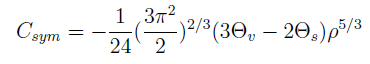 C_{sym} = -\frac{1}{24}(\frac{3\pi^2}{2})^{2/3}(3\Theta_v - 2\Theta_s)\rho^{5/3}